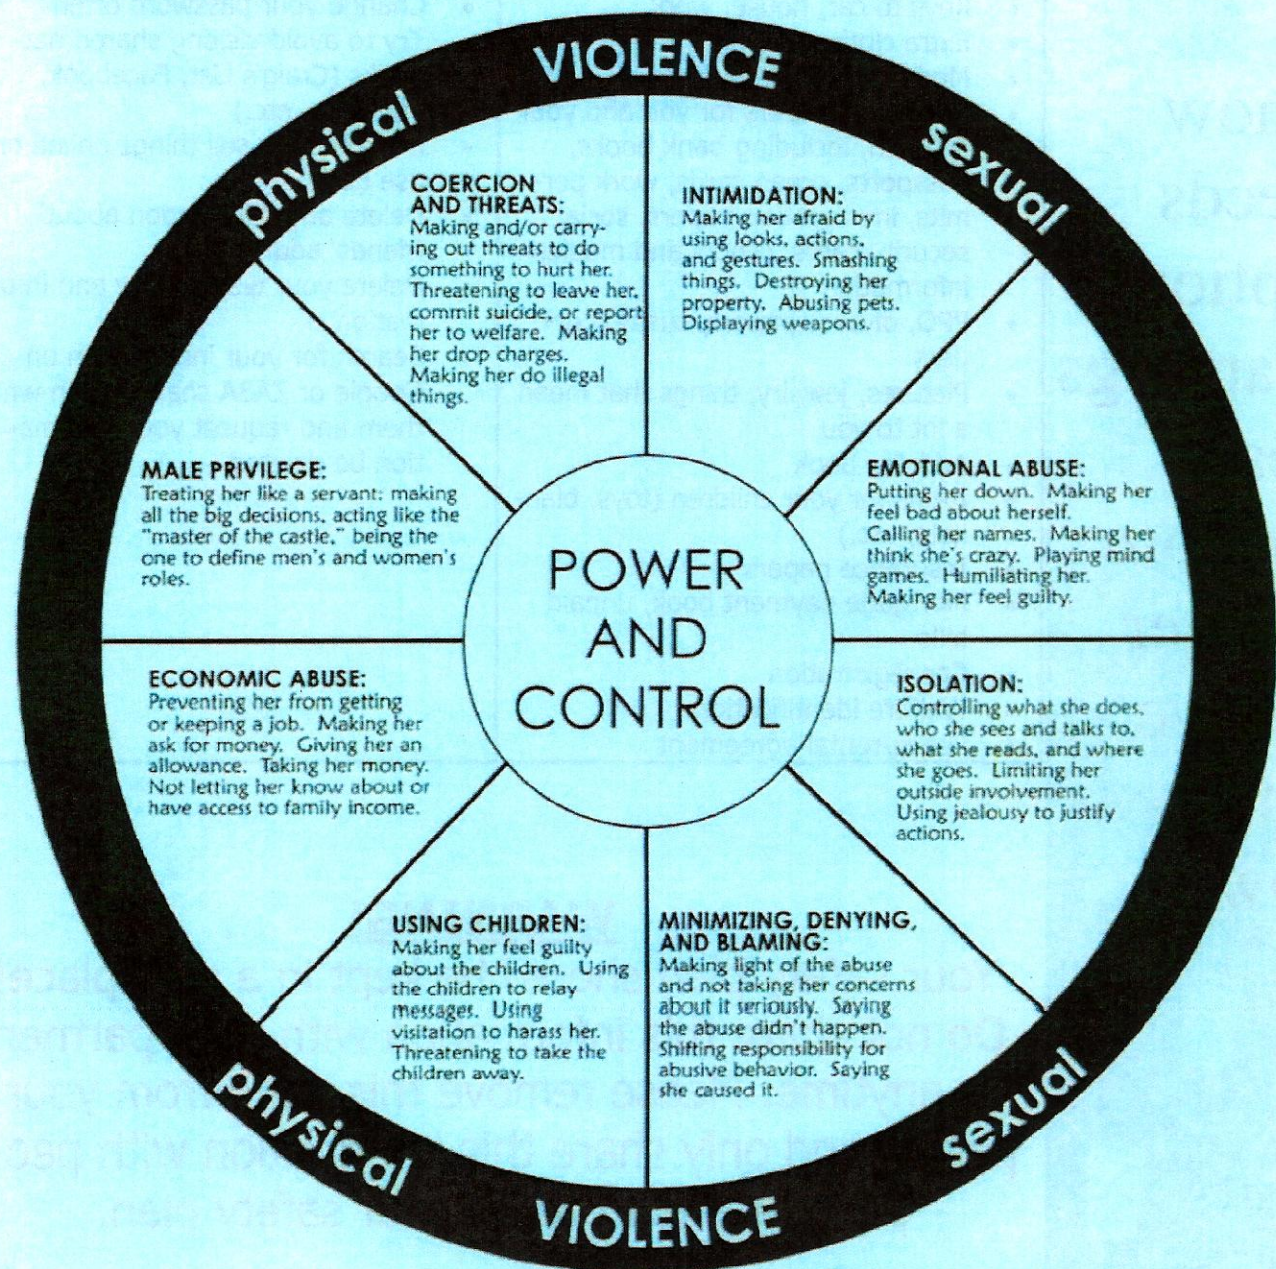 physical VIOLENCE sexual
COERCION
AND THREATS:
Making and/or carry-
ing out threats to do
something to hurt her.
Threatening to leave her,
commit suicide, or report
her to welfare. Making
her drop charges.
Making her do illegal
things.
INTIMIDATION:
Making her afraid by
using looks, actions,
and gestures. Smashing
things. Destroying her
property. Abusing pets.
Displaying weapons.
MALE PRIVILEGE:
Treating her like a servant: making
all the big decisions, acting like the
"master of the castle," being the
one to define men's and women's
roles.
EMOTIONAL ABUSE:
Putting her down. Making her
feel bad about herself.
Calling her names. Making her
think she's crazy. Playing mind
games. Humiliating her.
Making her feel guilty.
POWER
AND
CONTROL
ECONOMIC ABUSE:
Preventing her from getting
or keeping a job. Making her
ask for money. Giving her an
allowance. Taking her money.
Not letting her know about or
have access to family income.
ISOLATION:
Controlling what she does,
who she sees and talks to,
what she reads, and where
she goes. Limiting her
outside involvement.
Using jealousy to justify
actions.
USING CHILDREN:
Making her feel guilty
about the children. Using
the children to relay
messages. Using
visitation to harass her.
Threatening to take the
children away.
MINIMIZING, DENYING,
AND BLAMING:
Making light of the abuse
and not taking her concerns
about it seriously. Saying
the abuse didn't happen.
Shifting responsibility for
abusive behavior. Saying
she caused it.
physical VIOLENCE sexual